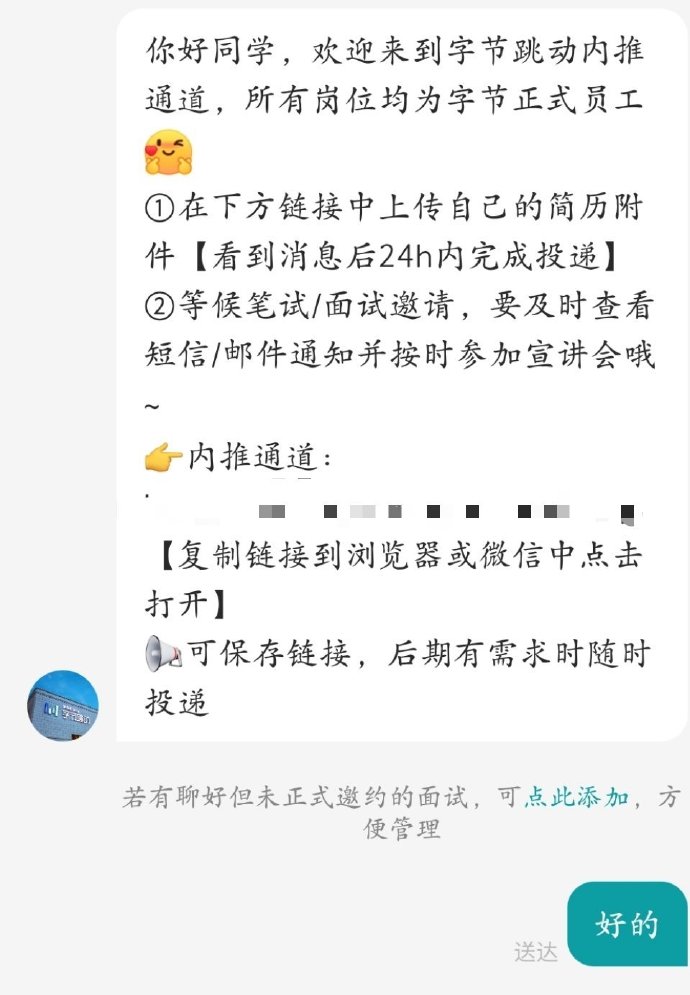 你好同学，欢迎来到字节跳动内推
通道，所有岗位均为字节正式员工
①在下方链接中上传自己的简历附
件【看到消息后24h内完成投递】
②等候笔试/面试邀请，要及时查看
短信/邮件通知并按时参加宣讲会哦
~
👉内推通道：
【复制链接到浏览器或微信中点击
打开】
📢可保存链接，后期有需求时随时
投递
字节跳动
若有聊好但未正式邀约的面试，可点此添加，方
便管理
好的
送达